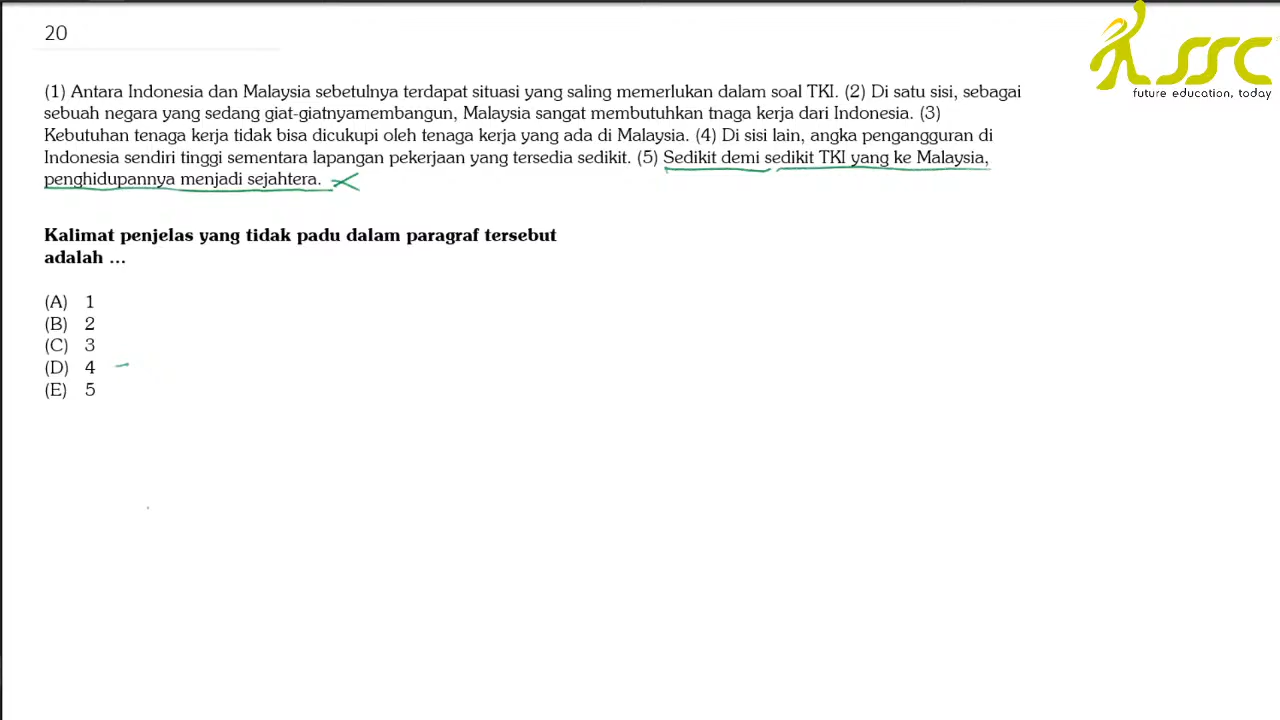 20
SSC
future education, today
(1) Antara Indonesia dan Malaysia sebetulnya terdapat situasi yang saling memerlukan dalam soal TKI. (2) Di satu sisi, sebagai
sebuah negara yang sedang giat-giatnyamembangun, Malaysia sangat membutuhkan tnaga kerja dari Indonesia. (3)
Kebutuhan tenaga kerja tidak bisa dicukupi oleh tenaga kerja yang ada di Malaysia. (4) Di sisi lain, angka pengangguran di
Indonesia sendiri tinggi sementara lapangan pekerjaan yang tersedia sedikit. (5) Sedikit demi sedikit TKI yang ke Malaysia,
penghidupannya menjadi sejahtera.
Kalimat penjelas yang tidak padu dalam paragraf tersebut
adalah ...
(A) 1
(B) 2
(C) 3
(D) 4
(E) 5